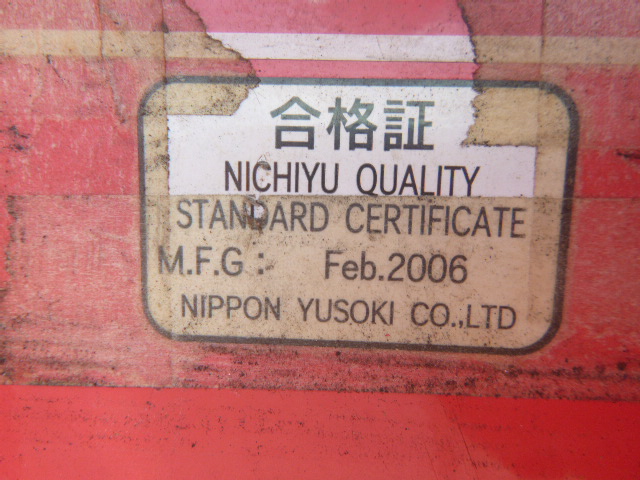 合格証
NICHIYU QUALITY
STANDARD CERTIFICATE
M.F.G: Feb.2006
NIPPON YUSOKI CO.,LTD